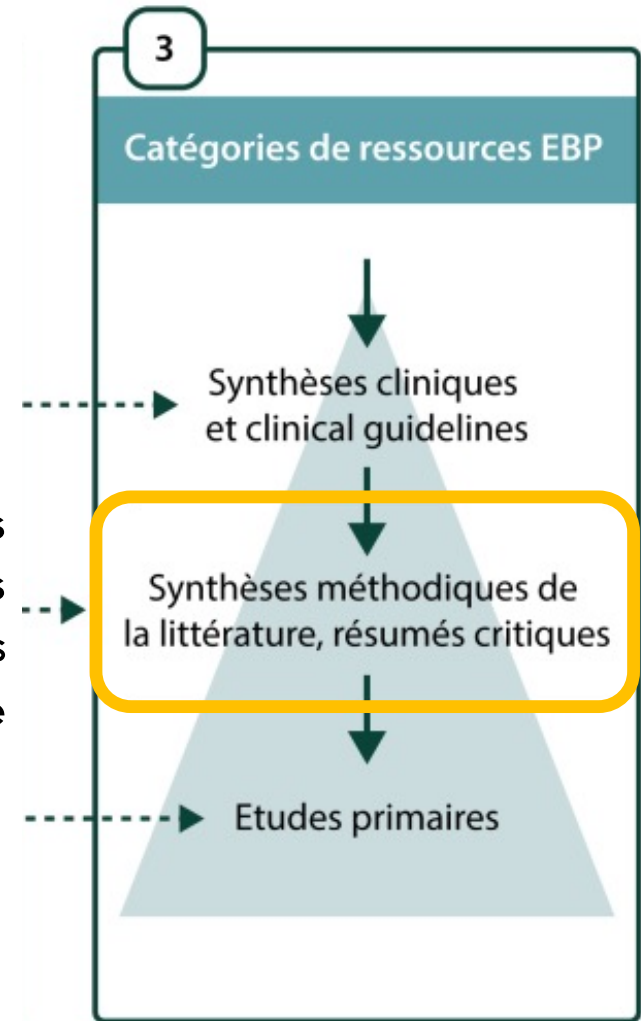 3
Catégories de ressources EBP
Synthèses cliniques
et clinical guidelines
Synthèses méthodiques de
la littérature, résumés critiques
Etudes primaires